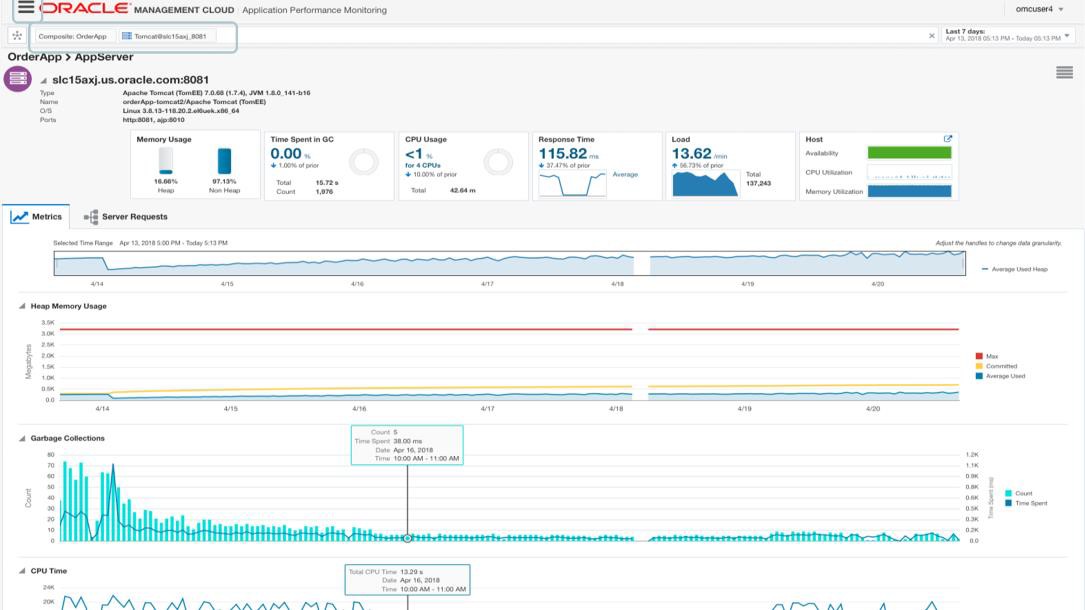 ORACLE MANAGEMENT CLOUD | Application Performance Monitoring omcuser4
Composite: OrderApp Tomcat@slc15axj_8081 Last 7 days:
Apr 13, 2018 05:13 PM - Today 05:13 PM
OrderApp > AppServer
slc15axj.us.oracle.com:8081
Type Apache Tomcat (TomEE) 7.0.68 (1.7.4), JVM 1.8.0_141-b16
Name orderApp-tomcat2/Apache Tomcat (TomEE)
O/S Linux 3.8.13-118.20.2.el6uek.x86_64
Ports http:8081, ajp:8010
Memory Usage
16.66% 97.13%
Heap Non Heap
Time Spent in GC
0.00 %
1.00% of prior
Total 15.72 s
Count 1,976
CPU Usage
<1 %
for 4 CPUs
10.00% of prior
Total 42.64 m
Response Time
115.82 ms
37.47% of prior
Average
Load
13.62 /min
56.73% of prior
Total
137,243
Host
Availability
CPU Utilization
Memory Utilization
Metrics Server Requests
Selected Time Range Apr 13, 2018 5:00 PM - Today 5:13 PM Adjust the handles to change data granularity.
Average Used Heap
4/14 4/15 4/16 4/17 4/18 4/19 4/20
Heap Memory Usage
Megabytes
3.5K
3.0K
2.5K
2.0K
1.5K
1.0K
0.5K
0.0
Max
Committed
Average Used
4/14 4/15 4/16 4/17 4/18 4/19 4/20
Garbage Collections
Count 5
Time Spent 38.00 ms
Date Apr 16, 2018
Time 10:00 AM - 11:00 AM
Count
80
70
60
50
40
30
20
10
0
1.2K
1.1K
0.9K
0.8K
0.6K
0.5K
0.3K
0.2K
0.0
Time Spent (ms)
Count
Time Spent
CPU Time
Total CPU Time 13.29 s
Date Apr 16, 2018
Time 10:00 AM - 11:00 AM
24K
20K